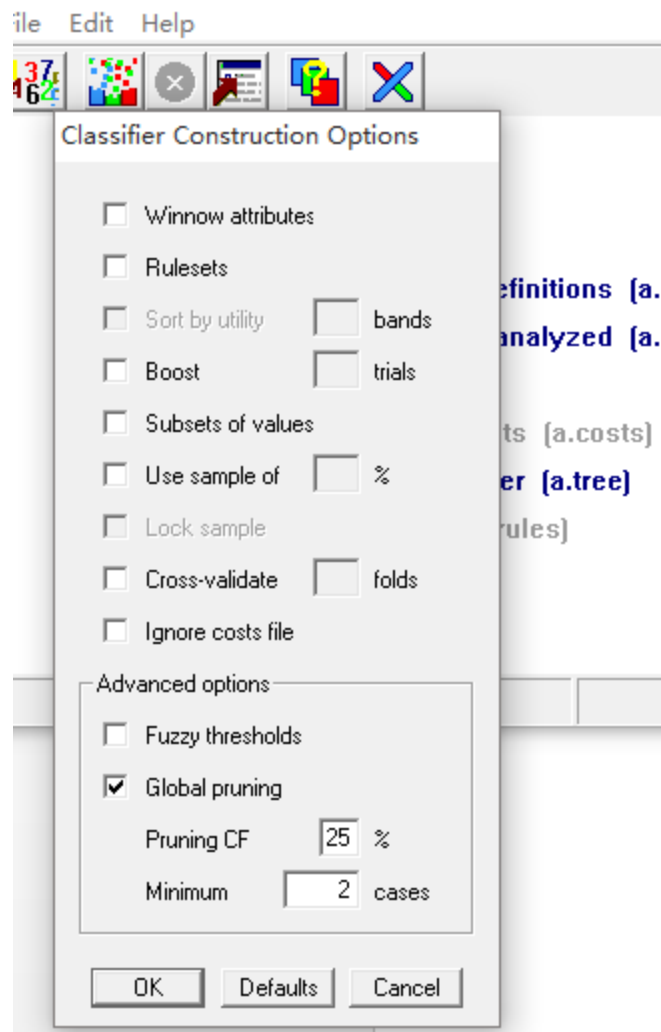 File Edit Help
Classifier Construction Options
Winnow attributes
Rulesets
Sort by utility bands
Boost trials
Subsets of values
Use sample of %
Lock sample
Cross-validate folds
Ignore costs file
Advanced options
Fuzzy thresholds
Global pruning
Pruning CF 25 %
Minimum 2 cases
OK Defaults Cancel
efinitions (a.
analyzed (a.
ts (a.costs)
er (a.tree)
rules)